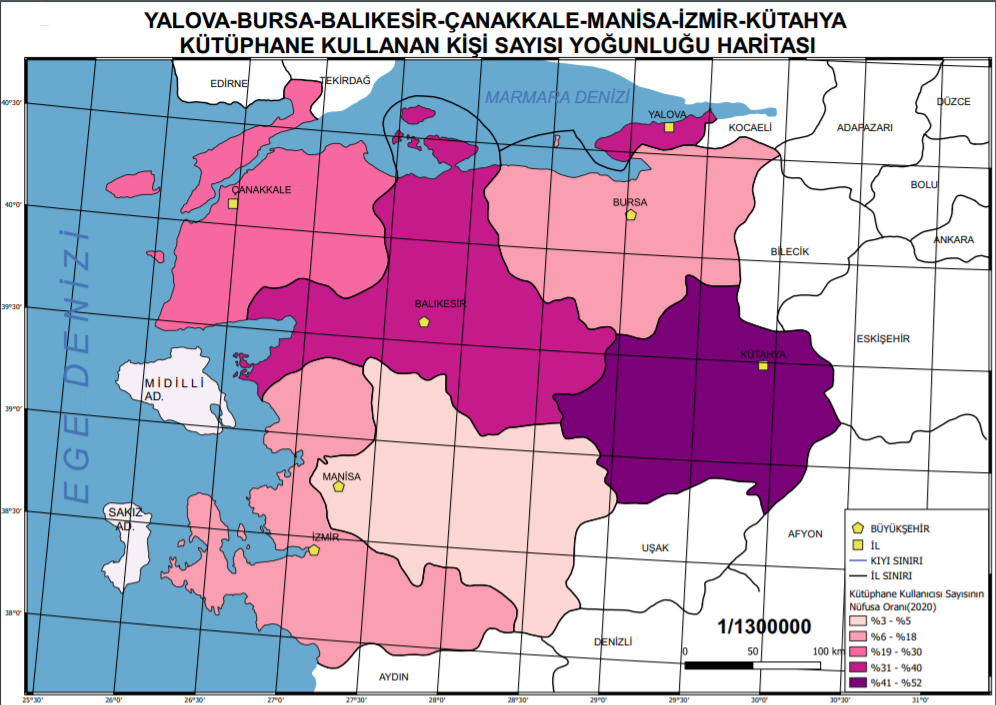 YALOVA-BURSA-BALIKESİR-ÇANAKKALE-MANİSA-İZMİR-KÜTAHYA
KÜTÜPHANE KULLANAN KİŞİ SAYISI YOĞUNLUĞU HARİTASI
EDİRNE
TEKİRDAĞ
MARMARA DENİZİ
YALOVA
KOCAELİ
ADAPAZARI
DÜZCE
BOLU
ANKARA
ÇANAKKALE
BURSA
BİLECİK
BALIKESİR
ESKİŞEHİR
KÜTAHYA
EGE DENİZİ
MİDİLLİ
AD.
MANİSA
SAKIZ
AD.
İZMİR
UŞAK
AFYON
DENİZLİ
AYDIN
1/1300000
0 50 100 km
BÜYÜKŞEHİR
İL
KIYI SINIRI
İL SINIRI
Kütüphane Kullanıcısı Sayısının
Nüfusa Oranı(2020)
%3 - %5
%6 - %18
%19 - %30
%31 - %40
%41 - %52
40°30'
40°0'
39°30'
39°0'
38°30'
38°0'
25°30' 26°0' 26°30' 27°0' 27°30' 28°0' 28°30' 29°0' 29°30' 30°0' 30°30' 31°0'